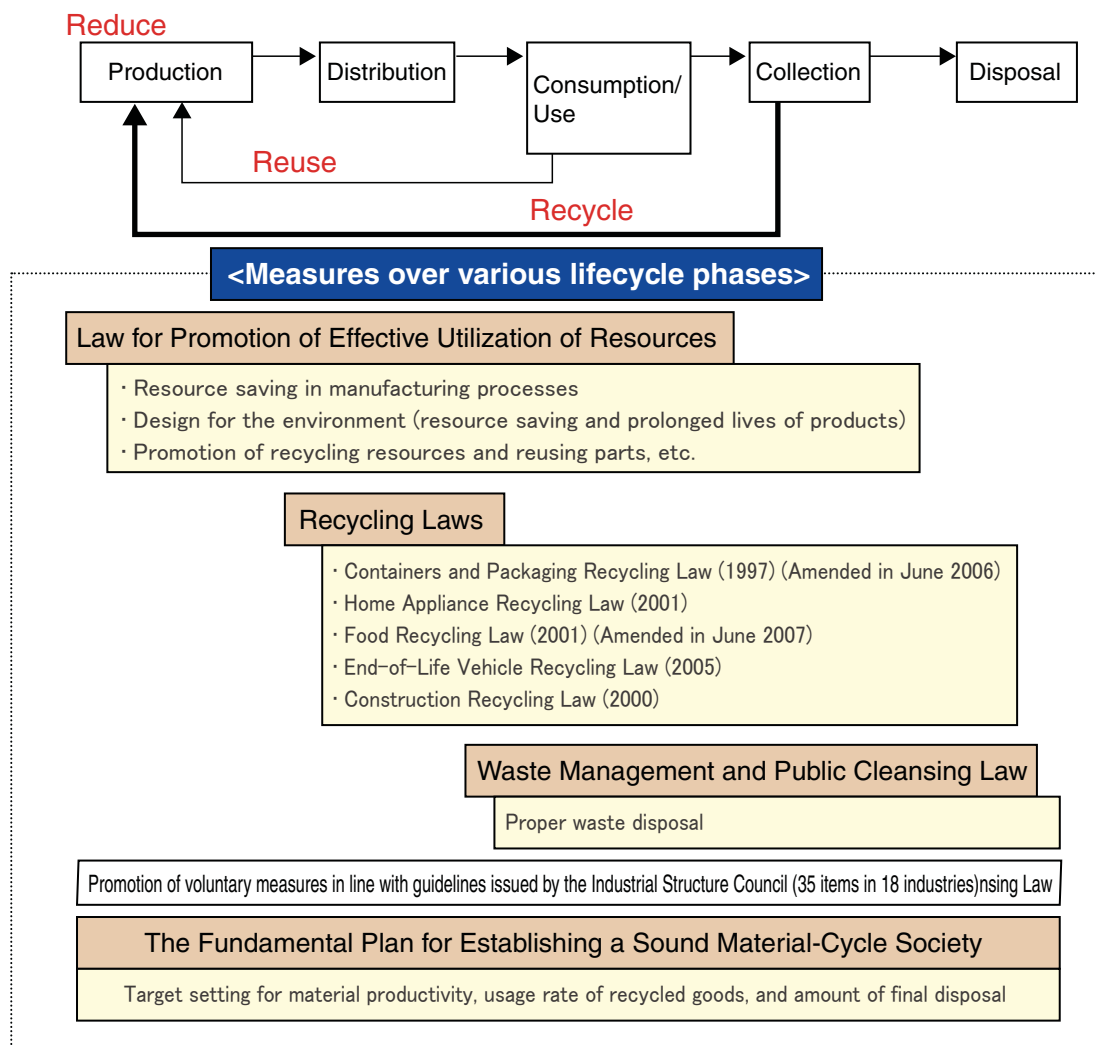 Reduce
Production
Distribution
Consumption/
Use
Collection
Disposal
Reuse
Recycle
<Measures over various lifecycle phases>
Law for Promotion of Effective Utilization of Resources
・Resource saving in manufacturing processes
・Design for the environment (resource saving and prolonged lives of products)
・Promotion of recycling resources and reusing parts, etc.
Recycling Laws
・Containers and Packaging Recycling Law (1997) (Amended in June 2006)
・Home Appliance Recycling Law (2001)
・Food Recycling Law (2001) (Amended in June 2007)
・End-of-Life Vehicle Recycling Law (2005)
・Construction Recycling Law (2000)
Waste Management and Public Cleansing Law
Proper waste disposal
Promotion of voluntary measures in line with guidelines issued by the Industrial Structure Council (35 items in 18 industries)nsing Law
The Fundamental Plan for Establishing a Sound Material-Cycle Society
Target setting for material productivity, usage rate of recycled goods, and amount of final disposal